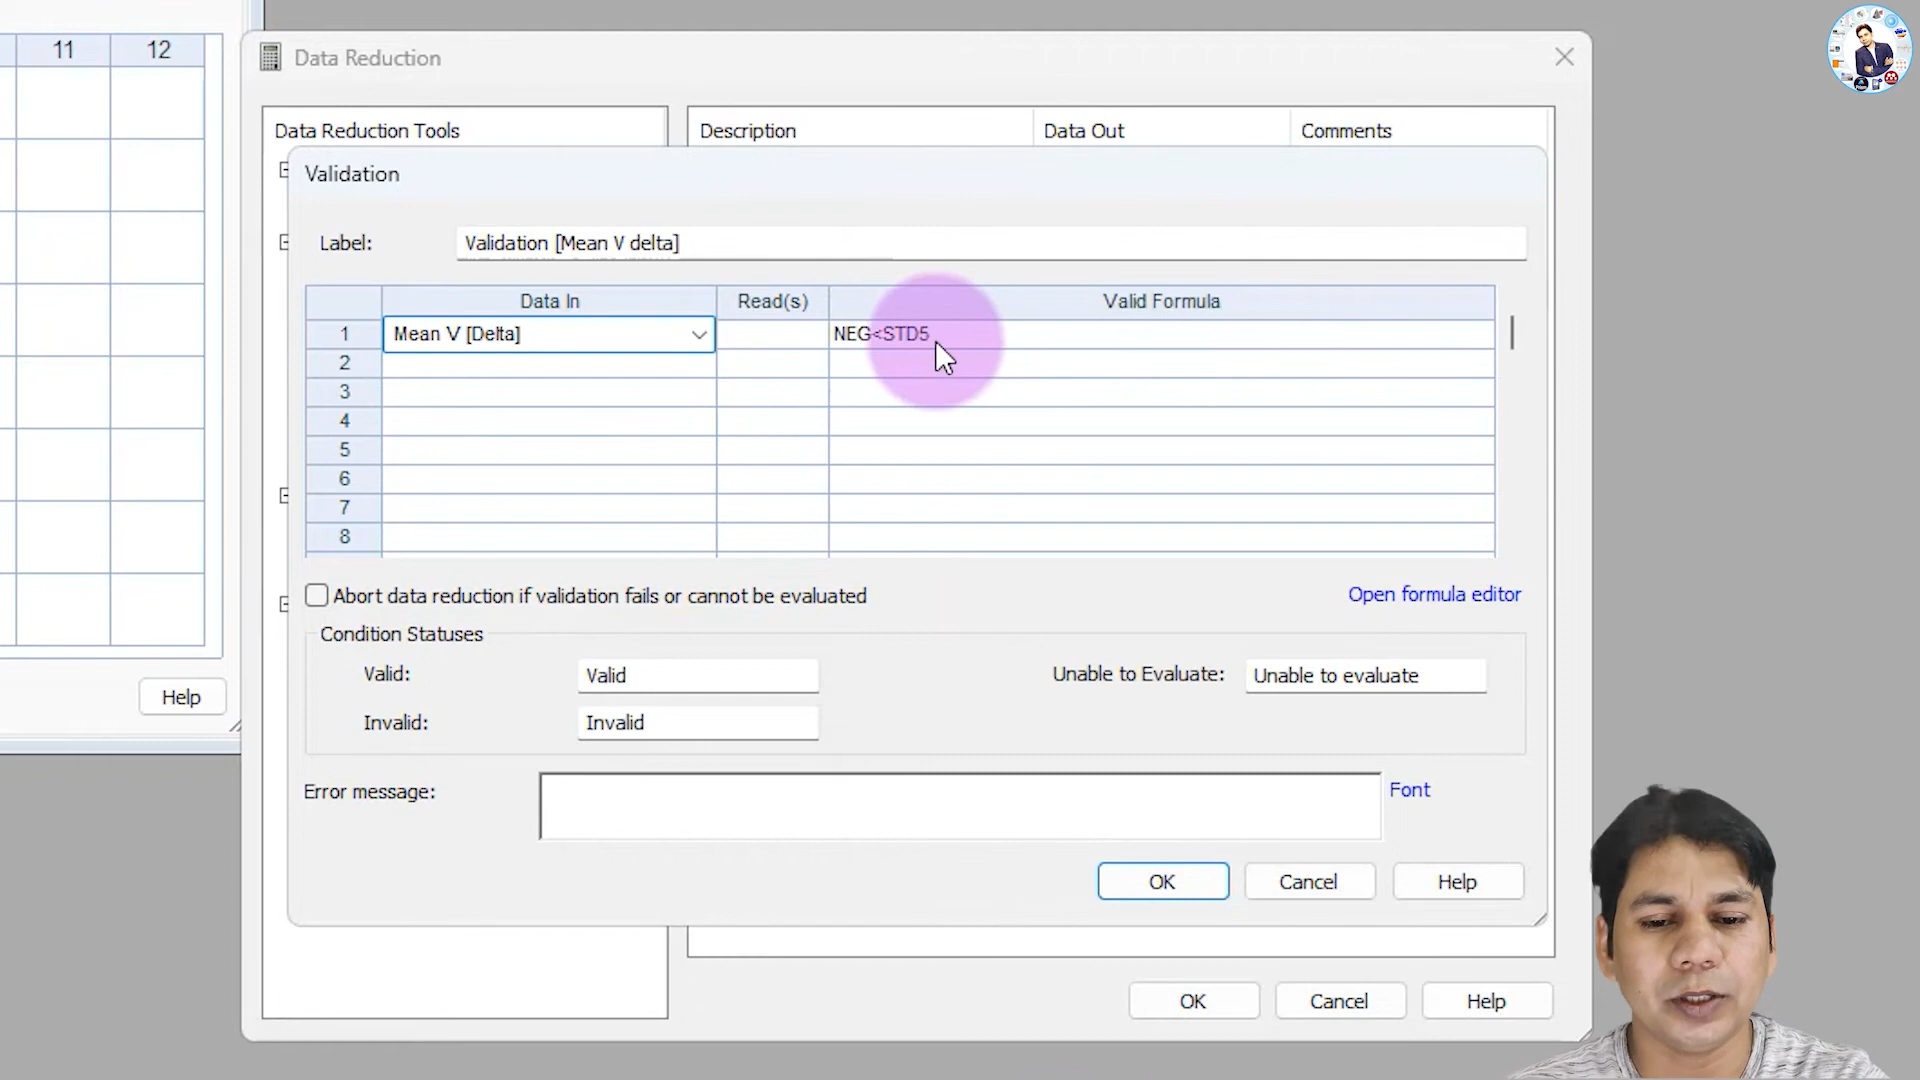 11 12
Data Reduction
Data Reduction Tools
Description Data Out Comments
Validation
Label: Validation [Mean V delta]
Data In Read(s) Valid Formula
1 Mean V [Delta] NEG<STD5
2
3
4
5
6
7
8
Abort data reduction if validation fails or cannot be evaluated
Open formula editor
Condition Statuses
Valid: Valid
Unable to Evaluate: Unable to evaluate
Invalid: Invalid
Help
Error message:
Font
OK Cancel Help
OK Cancel Help